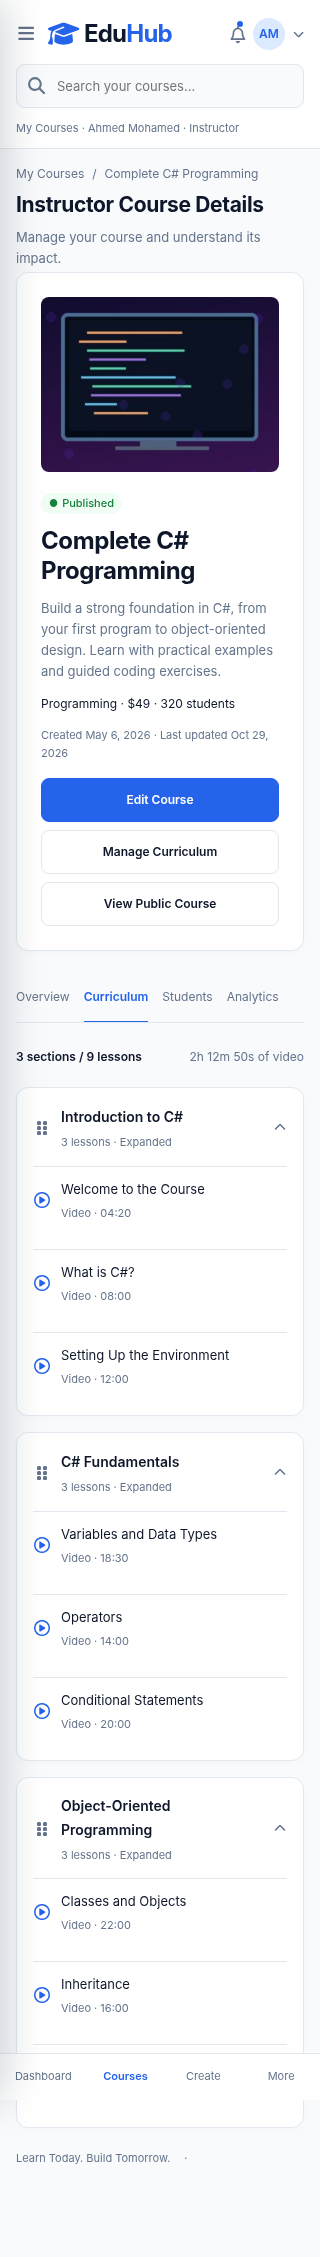 EduHub
AM
Search your courses...
My Courses · Ahmed Mohamed · Instructor
My Courses / Complete C# Programming
Instructor Course Details
Manage your course and understand its
impact.
Published
Complete C#
Programming
Build a strong foundation in C#, from
your first program to object-oriented
design. Learn with practical examples
and guided coding exercises.
Programming · $49 · 320 students
Created May 6, 2026 · Last updated Oct 29,
2026
Edit Course
Manage Curriculum
View Public Course
Overview Curriculum Students Analytics
3 sections / 9 lessons 2h 12m 50s of video
Introduction to C#
3 lessons · Expanded
Welcome to the Course
Video · 04:20
What is C#?
Video · 08:00
Setting Up the Environment
Video · 12:00
C# Fundamentals
3 lessons · Expanded
Variables and Data Types
Video · 18:30
Operators
Video · 14:00
Conditional Statements
Video · 20:00
Object-Oriented
Programming
3 lessons · Expanded
Classes and Objects
Video · 22:00
Inheritance
Video · 16:00
Dashboard Courses Create More
Learn Today. Build Tomorrow. ·